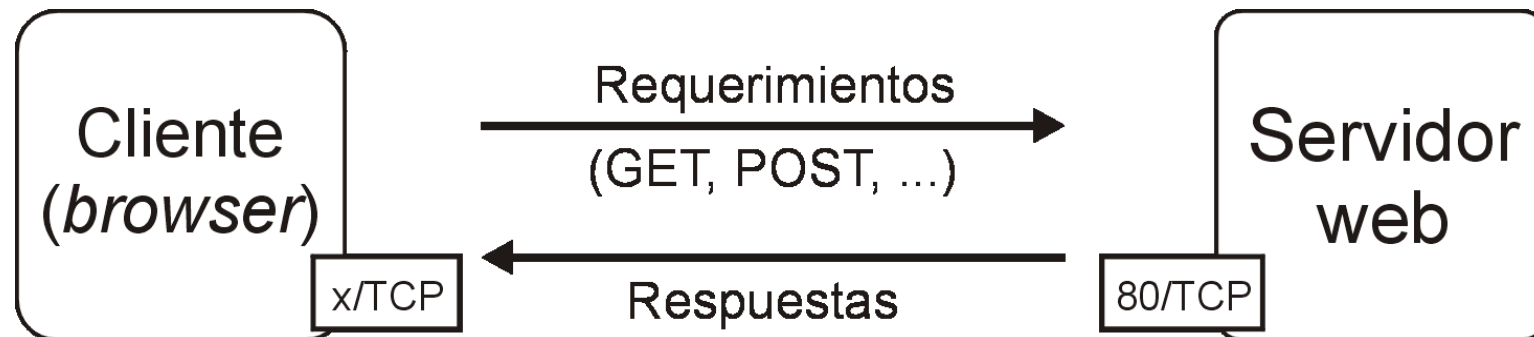 Cliente
(browser)
x/TCP
Requerimientos
(GET, POST, ...)
Respuestas
Servidor
web
80/TCP